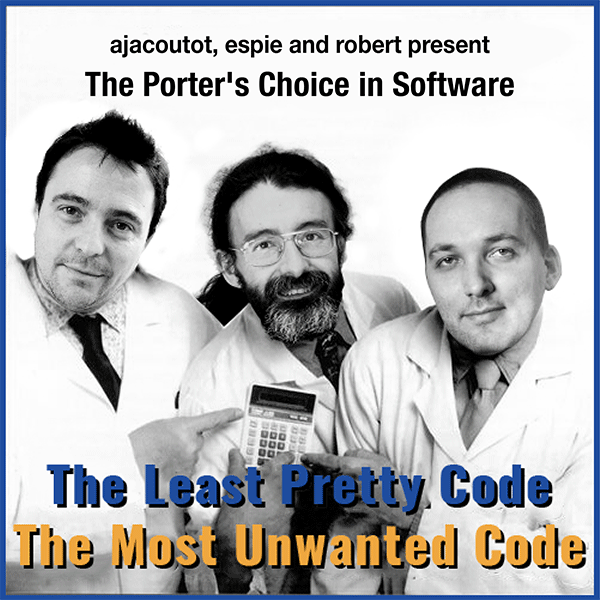 ajacoutot, espie and robert present
The Porter's Choice in Software
The Least Pretty Code
The Most Unwanted Code